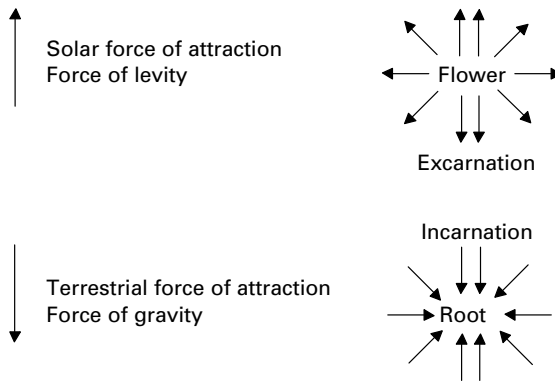 Solar force of attraction
Force of levity
Flower
Excarnation
Incarnation
Terrestrial force of attraction
Force of gravity
Root